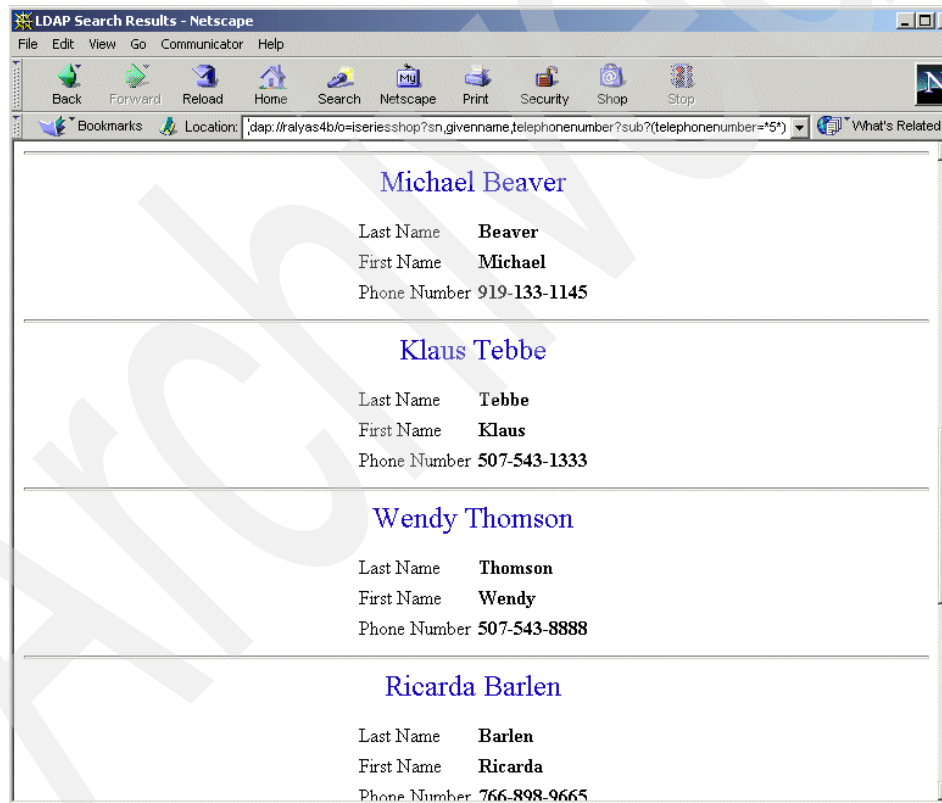 LDAP Search Results - Netscape
File Edit View Go Communicator Help
Back Forward Reload Home Search Netscape Print Security Shop Stop
Bookmarks Location: dap://ralyas4b/o=iseriesshop?sn,givenname,telephonenumber?sub?(telephonenumber=*5*) What's Related
Michael Beaver
Last Name Beaver
First Name Michael
Phone Number 919-133-1145
Klaus Tebbe
Last Name Tebbe
First Name Klaus
Phone Number 507-543-1333
Wendy Thomson
Last Name Thomson
First Name Wendy
Phone Number 507-543-8888
Ricarda Barlen
Last Name Barlen
First Name Ricarda
Phone Number 766-898-9665